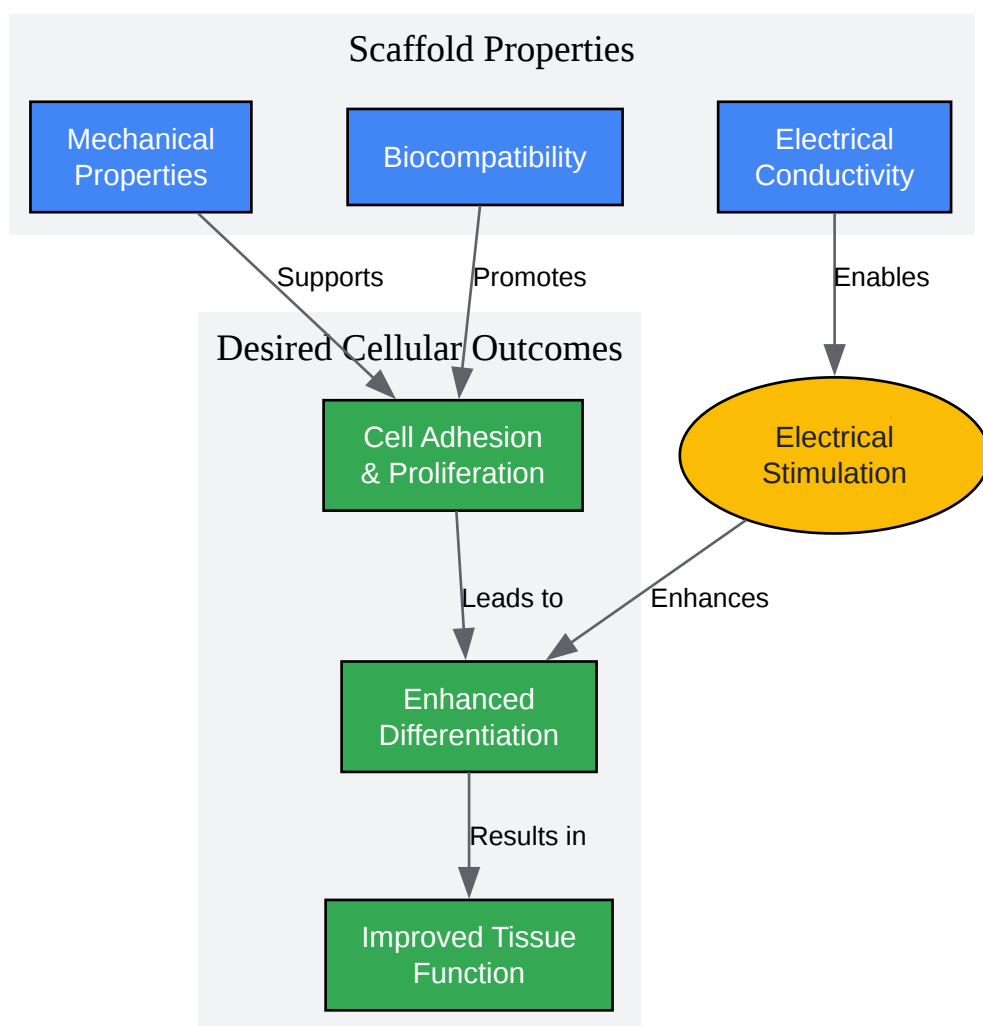 Scaffold Properties
Mechanical
Properties
Biocompatibility
Electrical
Conductivity
Supports
Promotes
Enables
Desired Cellular Outcomes
Cell Adhesion
& Proliferation
Electrical
Stimulation
Leads to
Enhances
Enhanced
Differentiation
Results in
Improved Tissue
Function